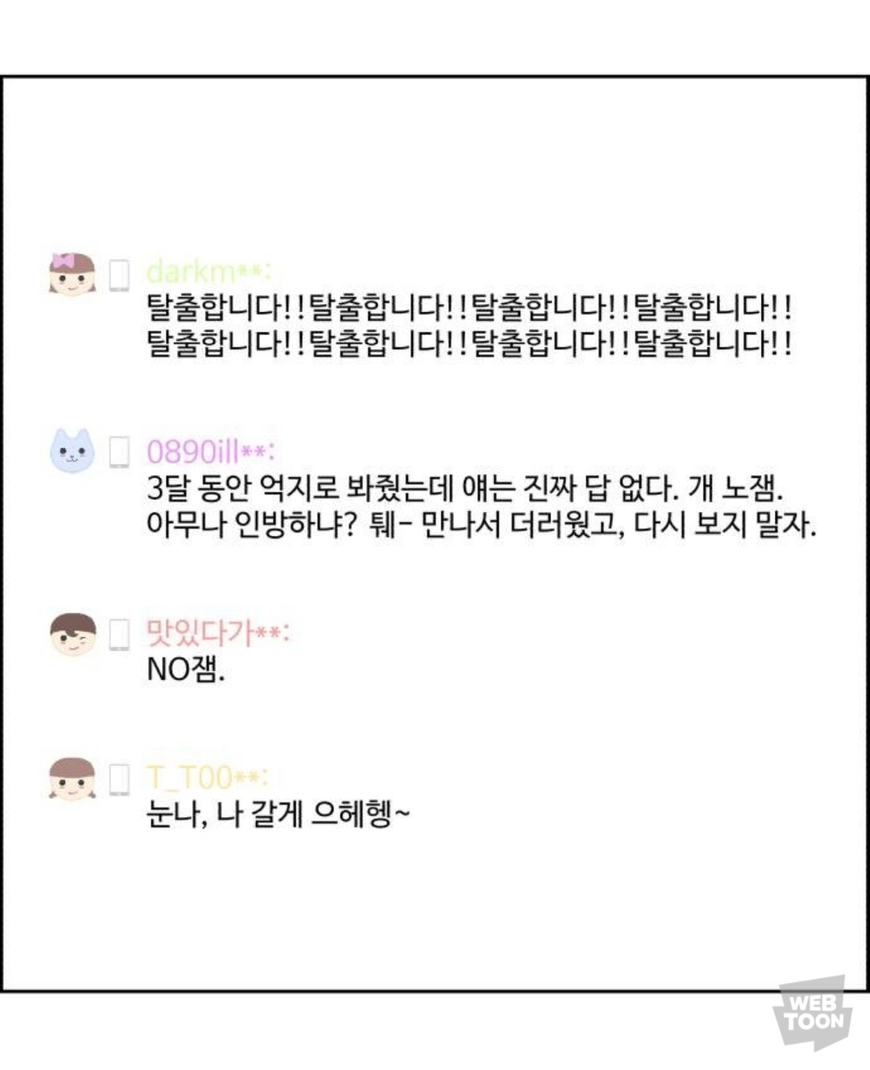 darkm**:
탈출합니다!!탈출합니다!!탈출합니다!!탈출합니다!!
탈출합니다!!탈출합니다!!탈출합니다!!탈출합니다!!
0890ill**:
3달 동안 억지로 봐줬는데 얘는 진짜 답 없다. 개 노잼.
아무나 인방하냐? 퉤- 만나서 더러웠고, 다시 보지 말자.
맛있다가**:
NO잼.
T_T00**:
눈나, 나 갈게 으헤헹~
WEB
TOON